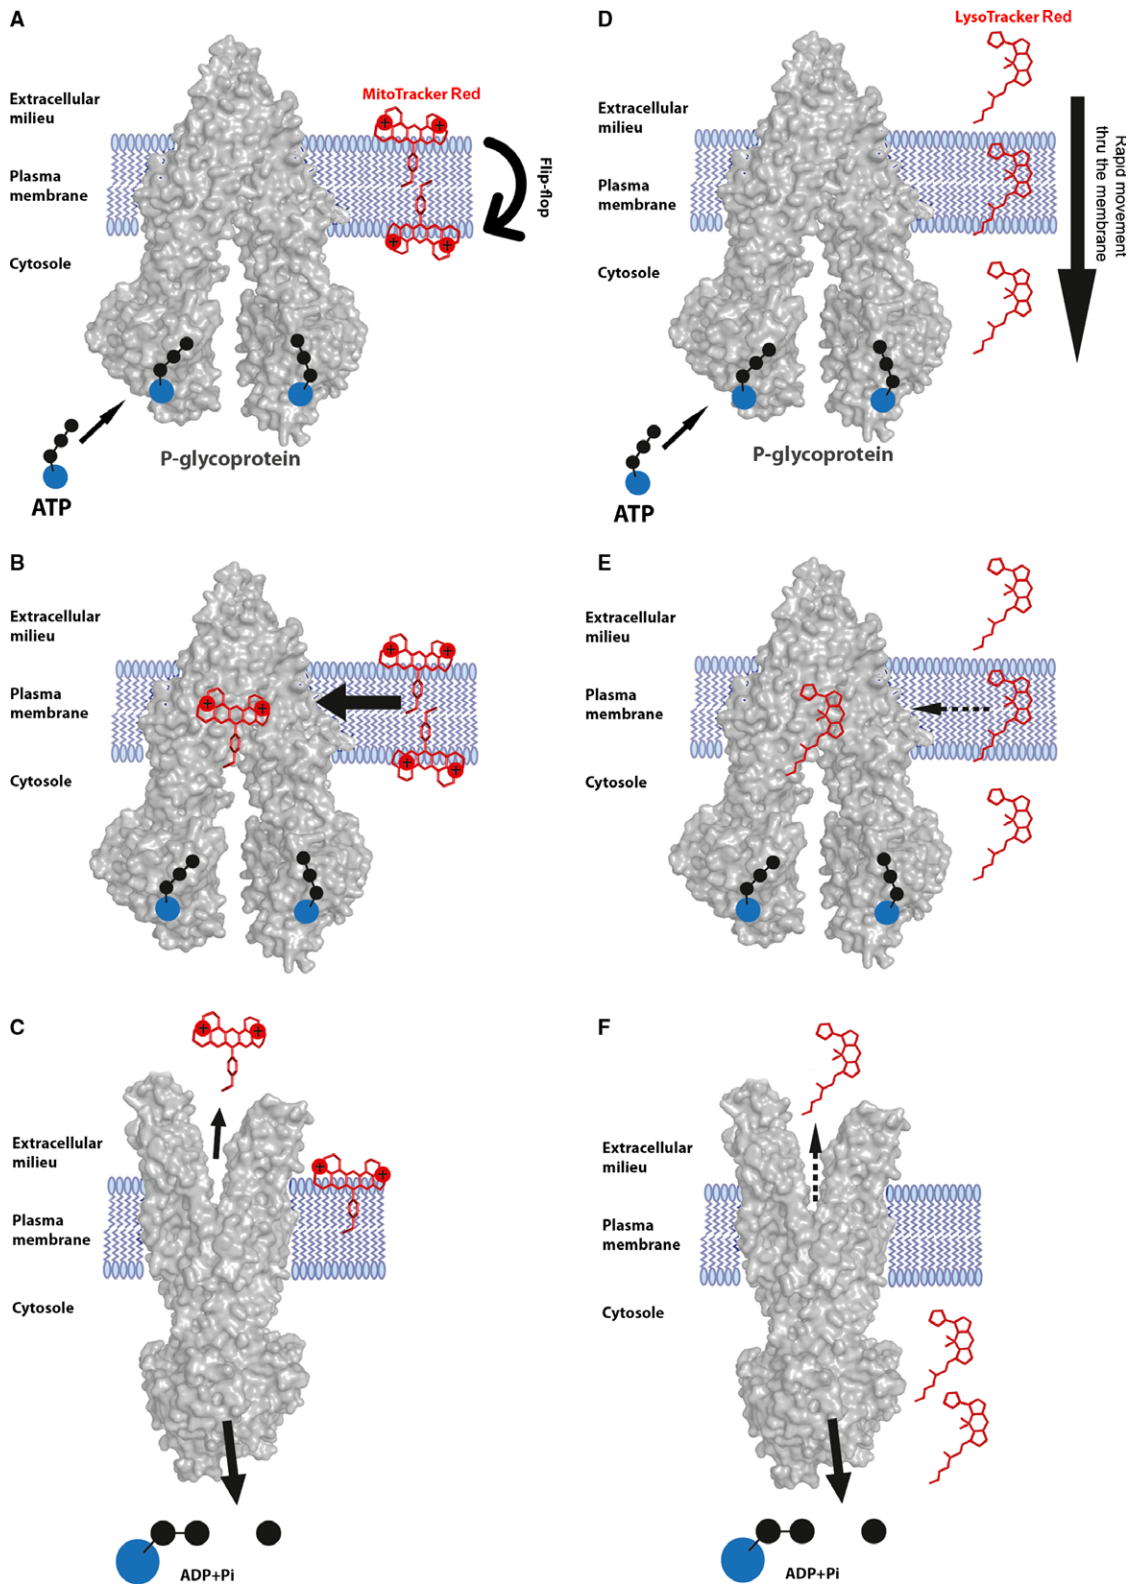 A
MitoTracker Red
Extracellular
milieu
Plasma
membrane
Cytosole
Flip-flop
+
+
+
+
P-glycoprotein
ATP
D
LysoTracker Red
Extracellular
milieu
Plasma
membrane
Cytosole
Rapid movement
thru the membrane
P-glycoprotein
ATP
B
Extracellular
milieu
Plasma
membrane
Cytosole
+
+
+
+
+
+
E
Extracellular
milieu
Plasma
membrane
Cytosole
C
+
+
Extracellular
milieu
+
+
Plasma
membrane
Cytosole
ADP+Pi
F
Extracellular
milieu
Plasma
membrane
Cytosole
ADP+Pi